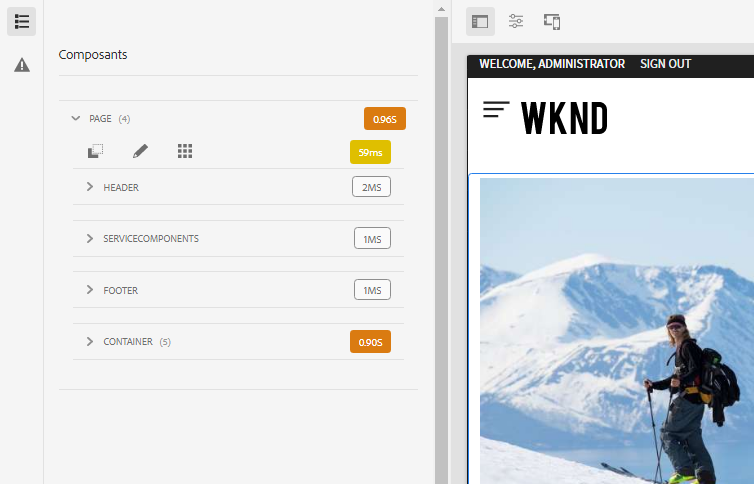 Composants
PAGE (4) 0.96S
59ms
HEADER 2MS
SERVICECOMPONENTS 1MS
FOOTER 1MS
CONTAINER (5) 0.90S
WELCOME, ADMINISTRATOR SIGN OUT
WKND